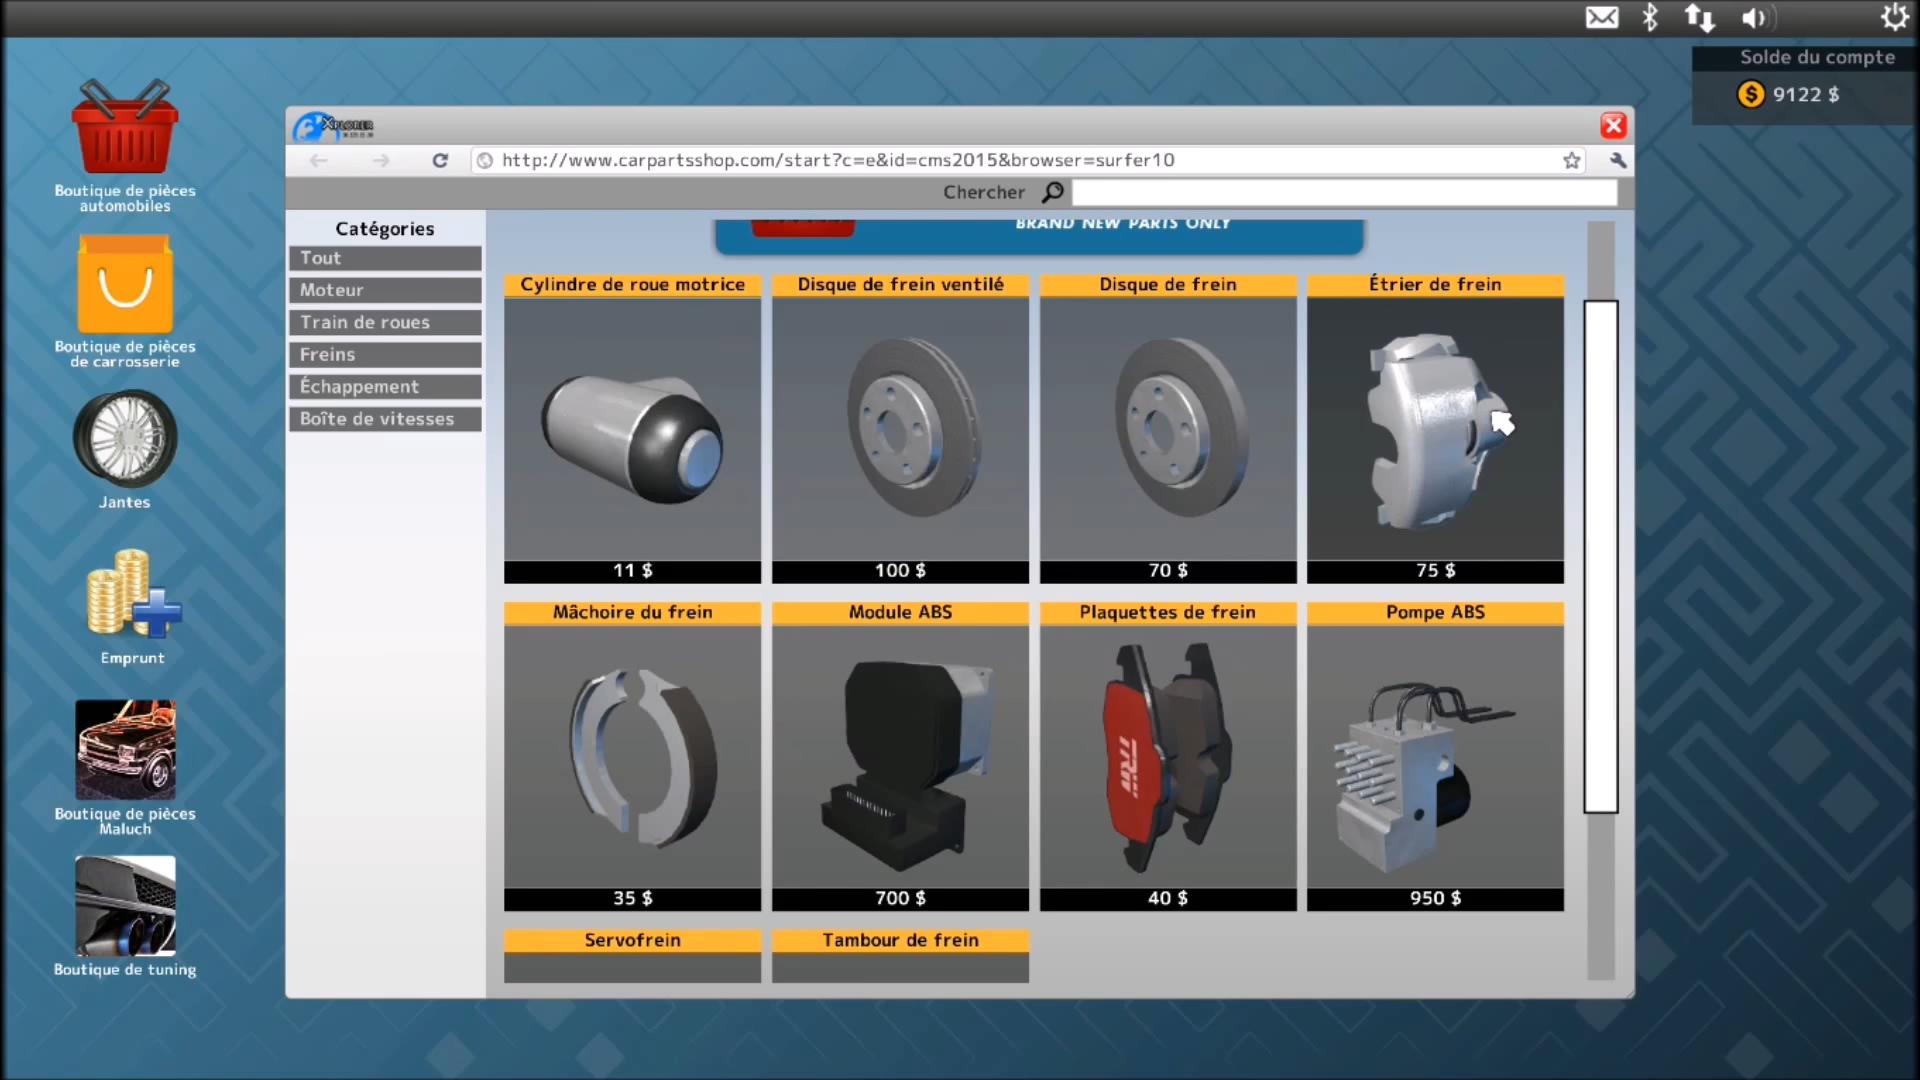 Solde du compte
$ 9122 $
Boutique de pièces
automobiles
Boutique de pièces
de carrosserie
Jantes
Emprunt
Boutique de pièces
Maluch
Boutique de tuning
XPLORER
http://www.carpartsshop.com/start?c=e&id=cms2015&browser=surfer10
Chercher
Catégories
Tout
Moteur
Train de roues
Freins
Échappement
Boîte de vitesses
BRAND NEW PARTS ONLY
Cylindre de roue motrice
11 $
Disque de frein ventilé
100 $
Disque de frein
70 $
Étrier de frein
75 $
Mâchoire du frein
35 $
Module ABS
700 $
Plaquettes de frein
TRW
40 $
Pompe ABS
950 $
Servofrein
Tambour de frein